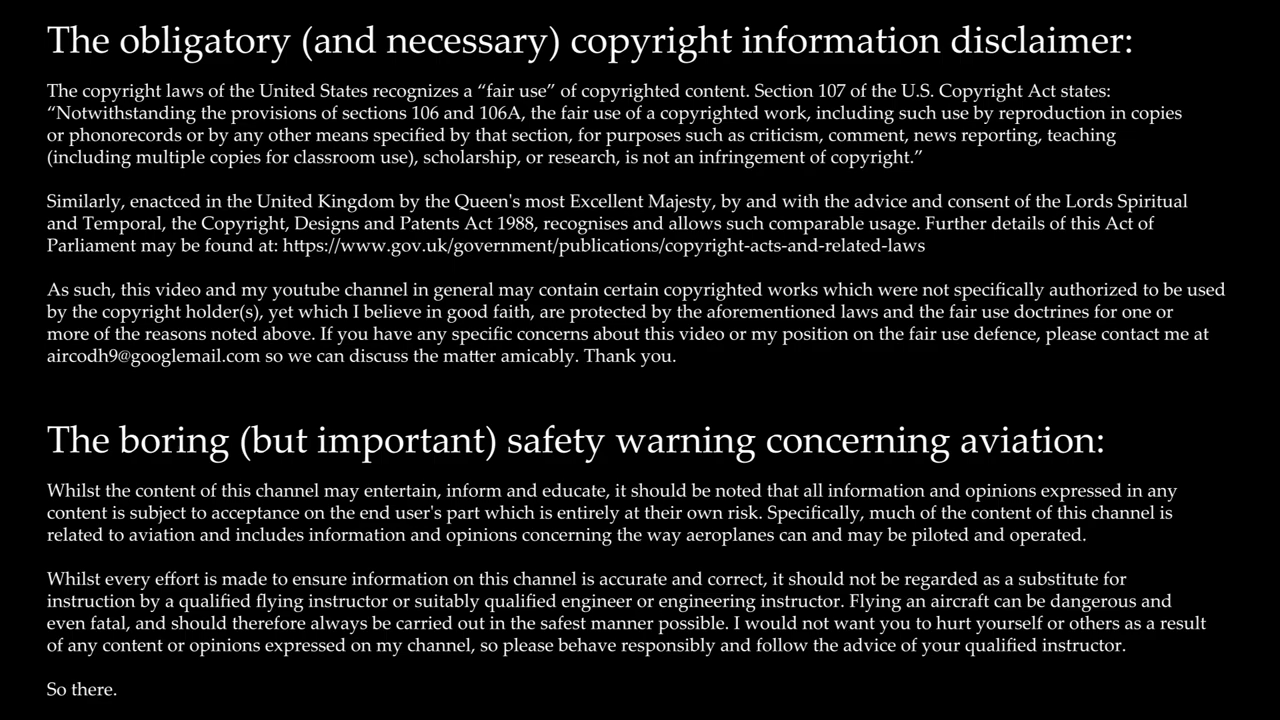 The obligatory (and necessary) copyright information disclaimer:
The copyright laws of the United States recognizes a “fair use” of copyrighted content. Section 107 of the U.S. Copyright Act states:
“Notwithstanding the provisions of sections 106 and 106A, the fair use of a copyrighted work, including such use by reproduction in copies
or phonorecords or by any other means specified by that section, for purposes such as criticism, comment, news reporting, teaching
(including multiple copies for classroom use), scholarship, or research, is not an infringement of copyright.”
Similarly, enactced in the United Kingdom by the Queen's most Excellent Majesty, by and with the advice and consent of the Lords Spiritual
and Temporal, the Copyright, Designs and Patents Act 1988, recognises and allows such comparable usage. Further details of this Act of
Parliament may be found at: https://www.gov.uk/government/publications/copyright-acts-and-related-laws
As such, this video and my youtube channel in general may contain certain copyrighted works which were not specifically authorized to be used
by the copyright holder(s), yet which I believe in good faith, are protected by the aforementioned laws and the fair use doctrines for one or
more of the reasons noted above. If you have any specific concerns about this video or my position on the fair use defence, please contact me at
aircodh9@googlemail.com so we can discuss the matter amicably. Thank you.
The boring (but important) safety warning concerning aviation:
Whilst the content of this channel may entertain, inform and educate, it should be noted that all information and opinions expressed in any
content is subject to acceptance on the end user's part which is entirely at their own risk. Specifically, much of the content of this channel is
related to aviation and includes information and opinions concerning the way aeroplanes can and may be piloted and operated.
Whilst every effort is made to ensure information on this channel is accurate and correct, it should not be regarded as a substitute for
instruction by a qualified flying instructor or suitably qualified engineer or engineering instructor. Flying an aircraft can be dangerous and
even fatal, and should therefore always be carried out in the safest manner possible. I would not want you to hurt yourself or others as a result
of any content or opinions expressed on my channel, so please behave responsibly and follow the advice of your qualified instructor.
So there.